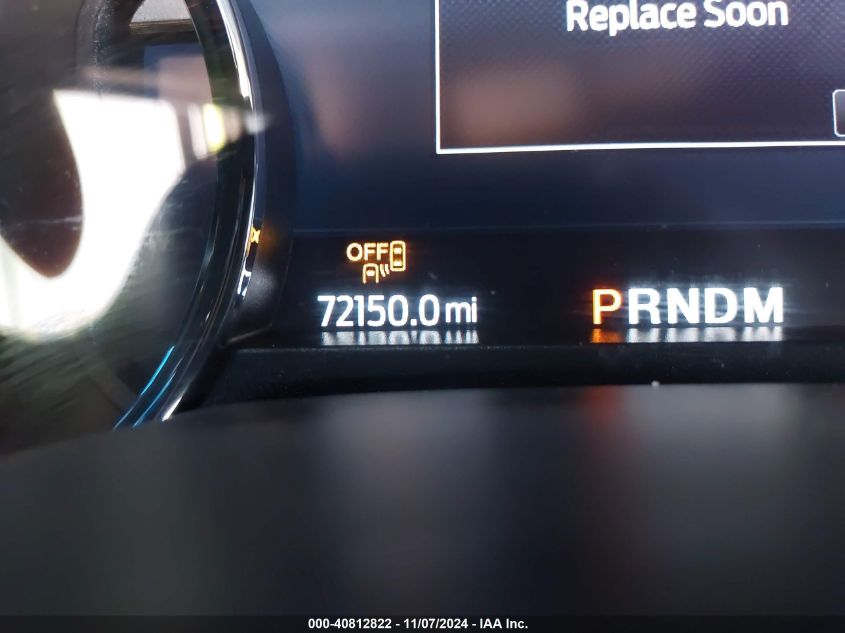 Replace Soon
OFF
72150.0 mi
PRNDM
000-40812822 - 11/07/2024 - IAA Inc.